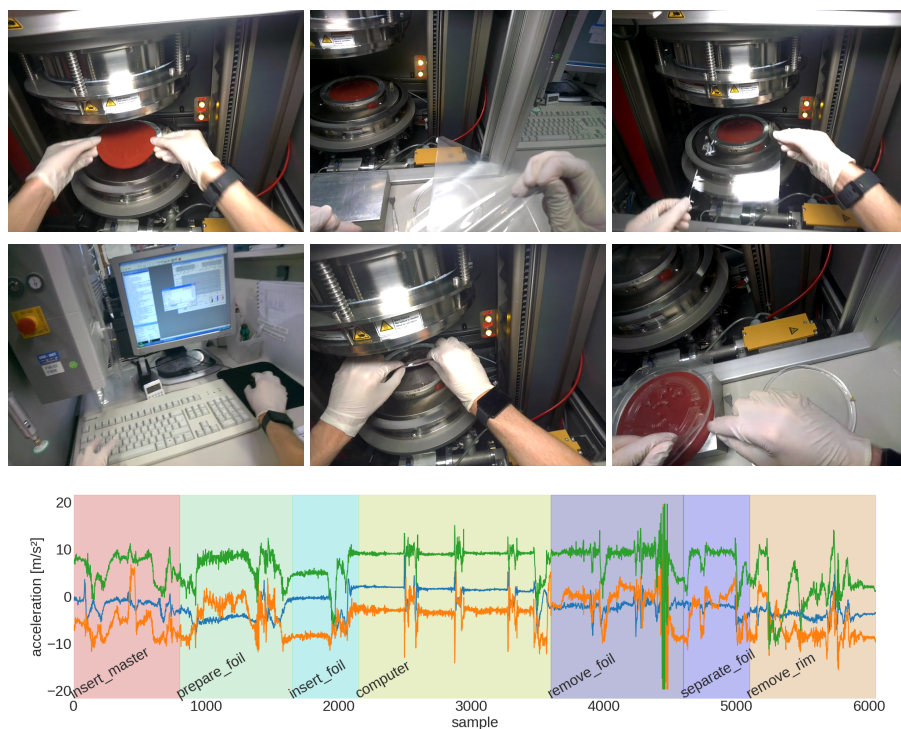 acceleration [m/s²]
20
10
0
−10
−20
insert_master
prepare_foil
insert_foil
computer
remove_foil
separate_foil
remove_rim
0
1000
2000
3000
4000
5000
6000
sample